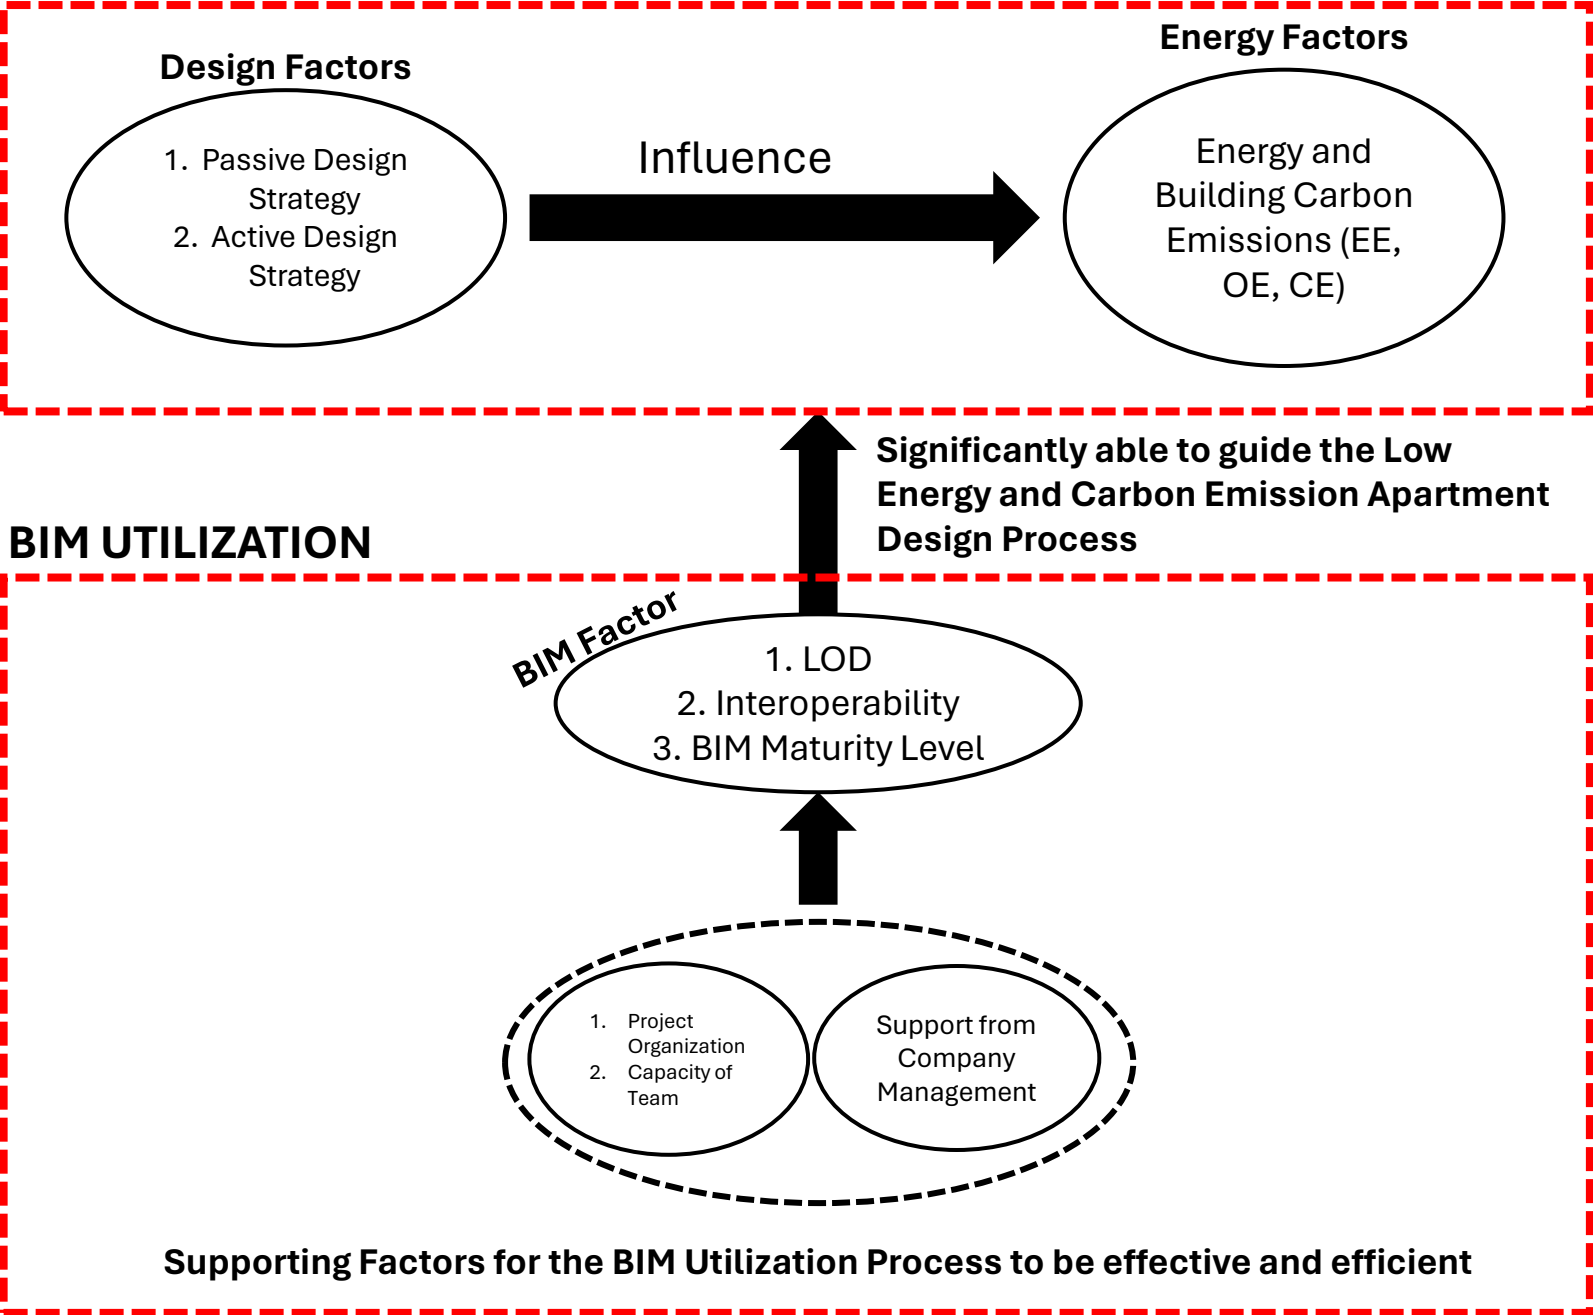 Design Factors
Energy Factors
1. Passive Design
Strategy
2. Active Design
Strategy
Influence
Energy and
Building Carbon
Emissions (EE,
OE, CE)
Significantly able to guide the Low
Energy and Carbon Emission Apartment
Design Process
BIM UTILIZATION
BIM Factor
1. LOD
2. Interoperability
3. BIM Maturity Level
1. Project
Organization
2. Capacity of
Team
Support from
Company
Management
Supporting Factors for the BIM Utilization Process to be effective and efficient